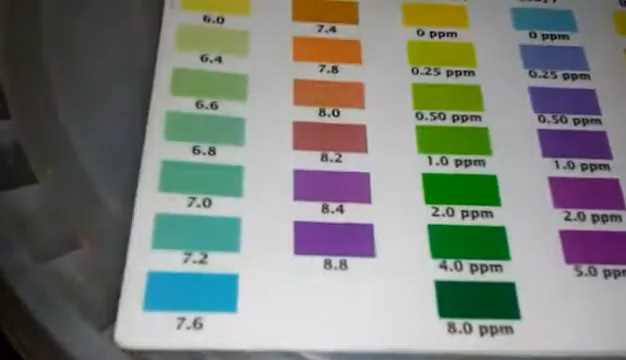 6.0 7.4 0 ppm 0 ppm
6.4 7.8 0.25 ppm 0.25 ppm
6.6 8.0 0.50 ppm 0.50 ppm
6.8 8.2 1.0 ppm 1.0 ppm
7.0 8.4 2.0 ppm 2.0 ppm
7.2 8.8 4.0 ppm 5.0 ppm
7.6 8.0 ppm